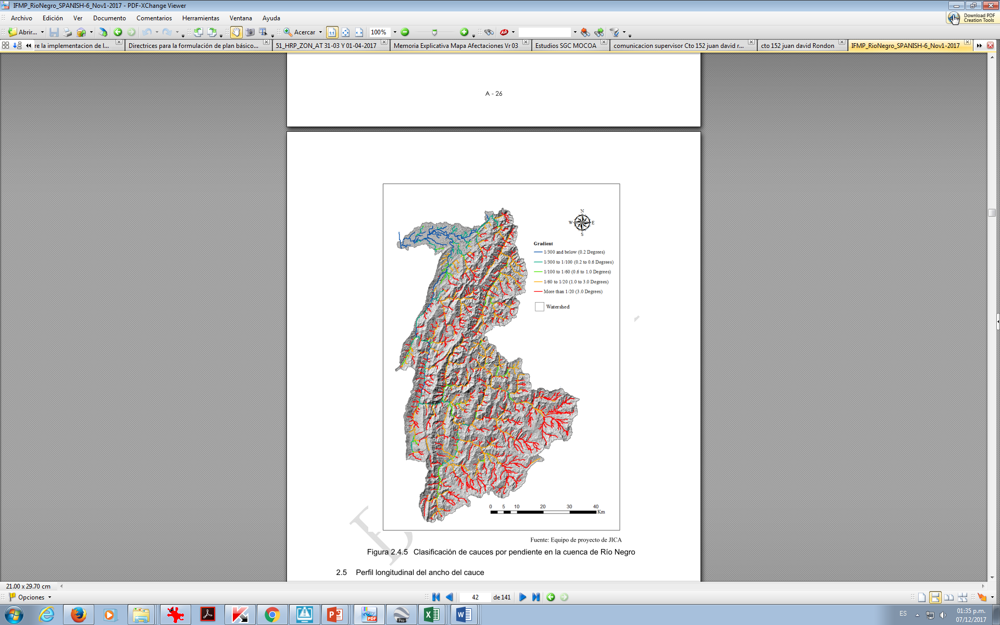 IFMP_RioNegro_SPANISH-6_Nov1-2017 - PDF-XChange Viewer
Archivo Edición Ver Documento Comentarios Herramientas Ventana Ayuda
Download PDF
Creation Tools
Abrir... Acercar 100%
re la implementacion de l... Directrices para la formulación de plan básico... 51_HRP_ZON_AT 31-03 Y 01-04-2017 Memoria Explicativa Mapa Afectaciones Vr 03 Estudios SGC MOCOA comunicacion supervisor Cto 152 juan david r... cto 152 juan david Rondon IFMP_RioNegro_SPANISH-6_Nov1-2017
A - 26
N
W E
S
Gradient
1/300 and below (0.2 Degrees)
1/300 to 1/100 (0.2 to 0.6 Degrees)
1/100 to 1/60 (0.6 to 1.0 Degrees)
1/60 to 1/20 (1.0 to 3.0 Degrees)
More than 1/20 (3.0 Degrees)
Watershed
0 5 10 20 30 40
Km
Fuente: Equipo de proyecto de JICA
Figura 2.4.5 Clasificación de cauces por pendiente en la cuenca de Río Negro
2.5 Perfil longitudinal del ancho del cauce
21.00 x 29.70 cm
Opciones 42 de 141
ES
01:35 p.m.
07/12/2017